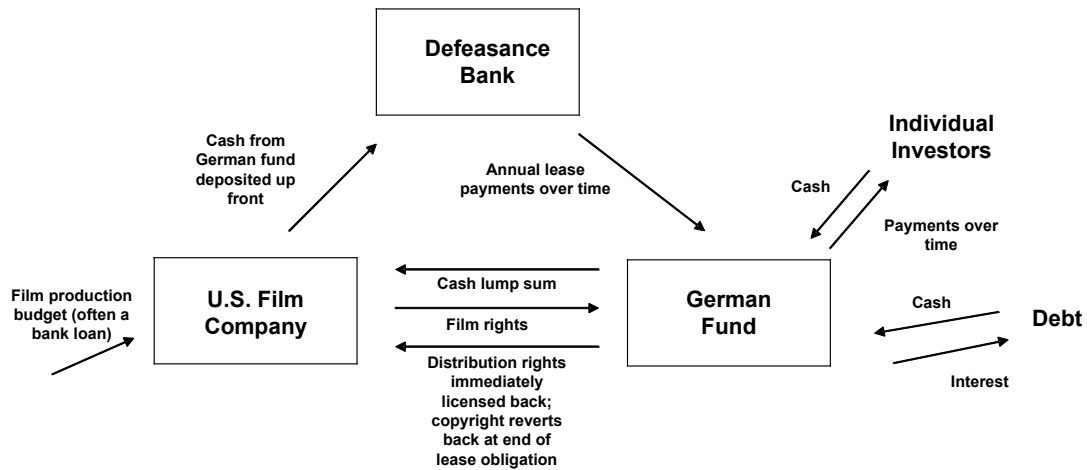 Defeasance
Bank
Individual
Investors
Cash from
German fund
deposited up
front
Annual lease
payments over time
Cash
Payments over
time
Film production
budget (often a
bank loan)
U.S. Film
Company
Cash lump sum
Film rights
Distribution rights
immediately
licensed back;
copyright reverts
back at end of
lease obligation
German
Fund
Cash
Debt
Interest